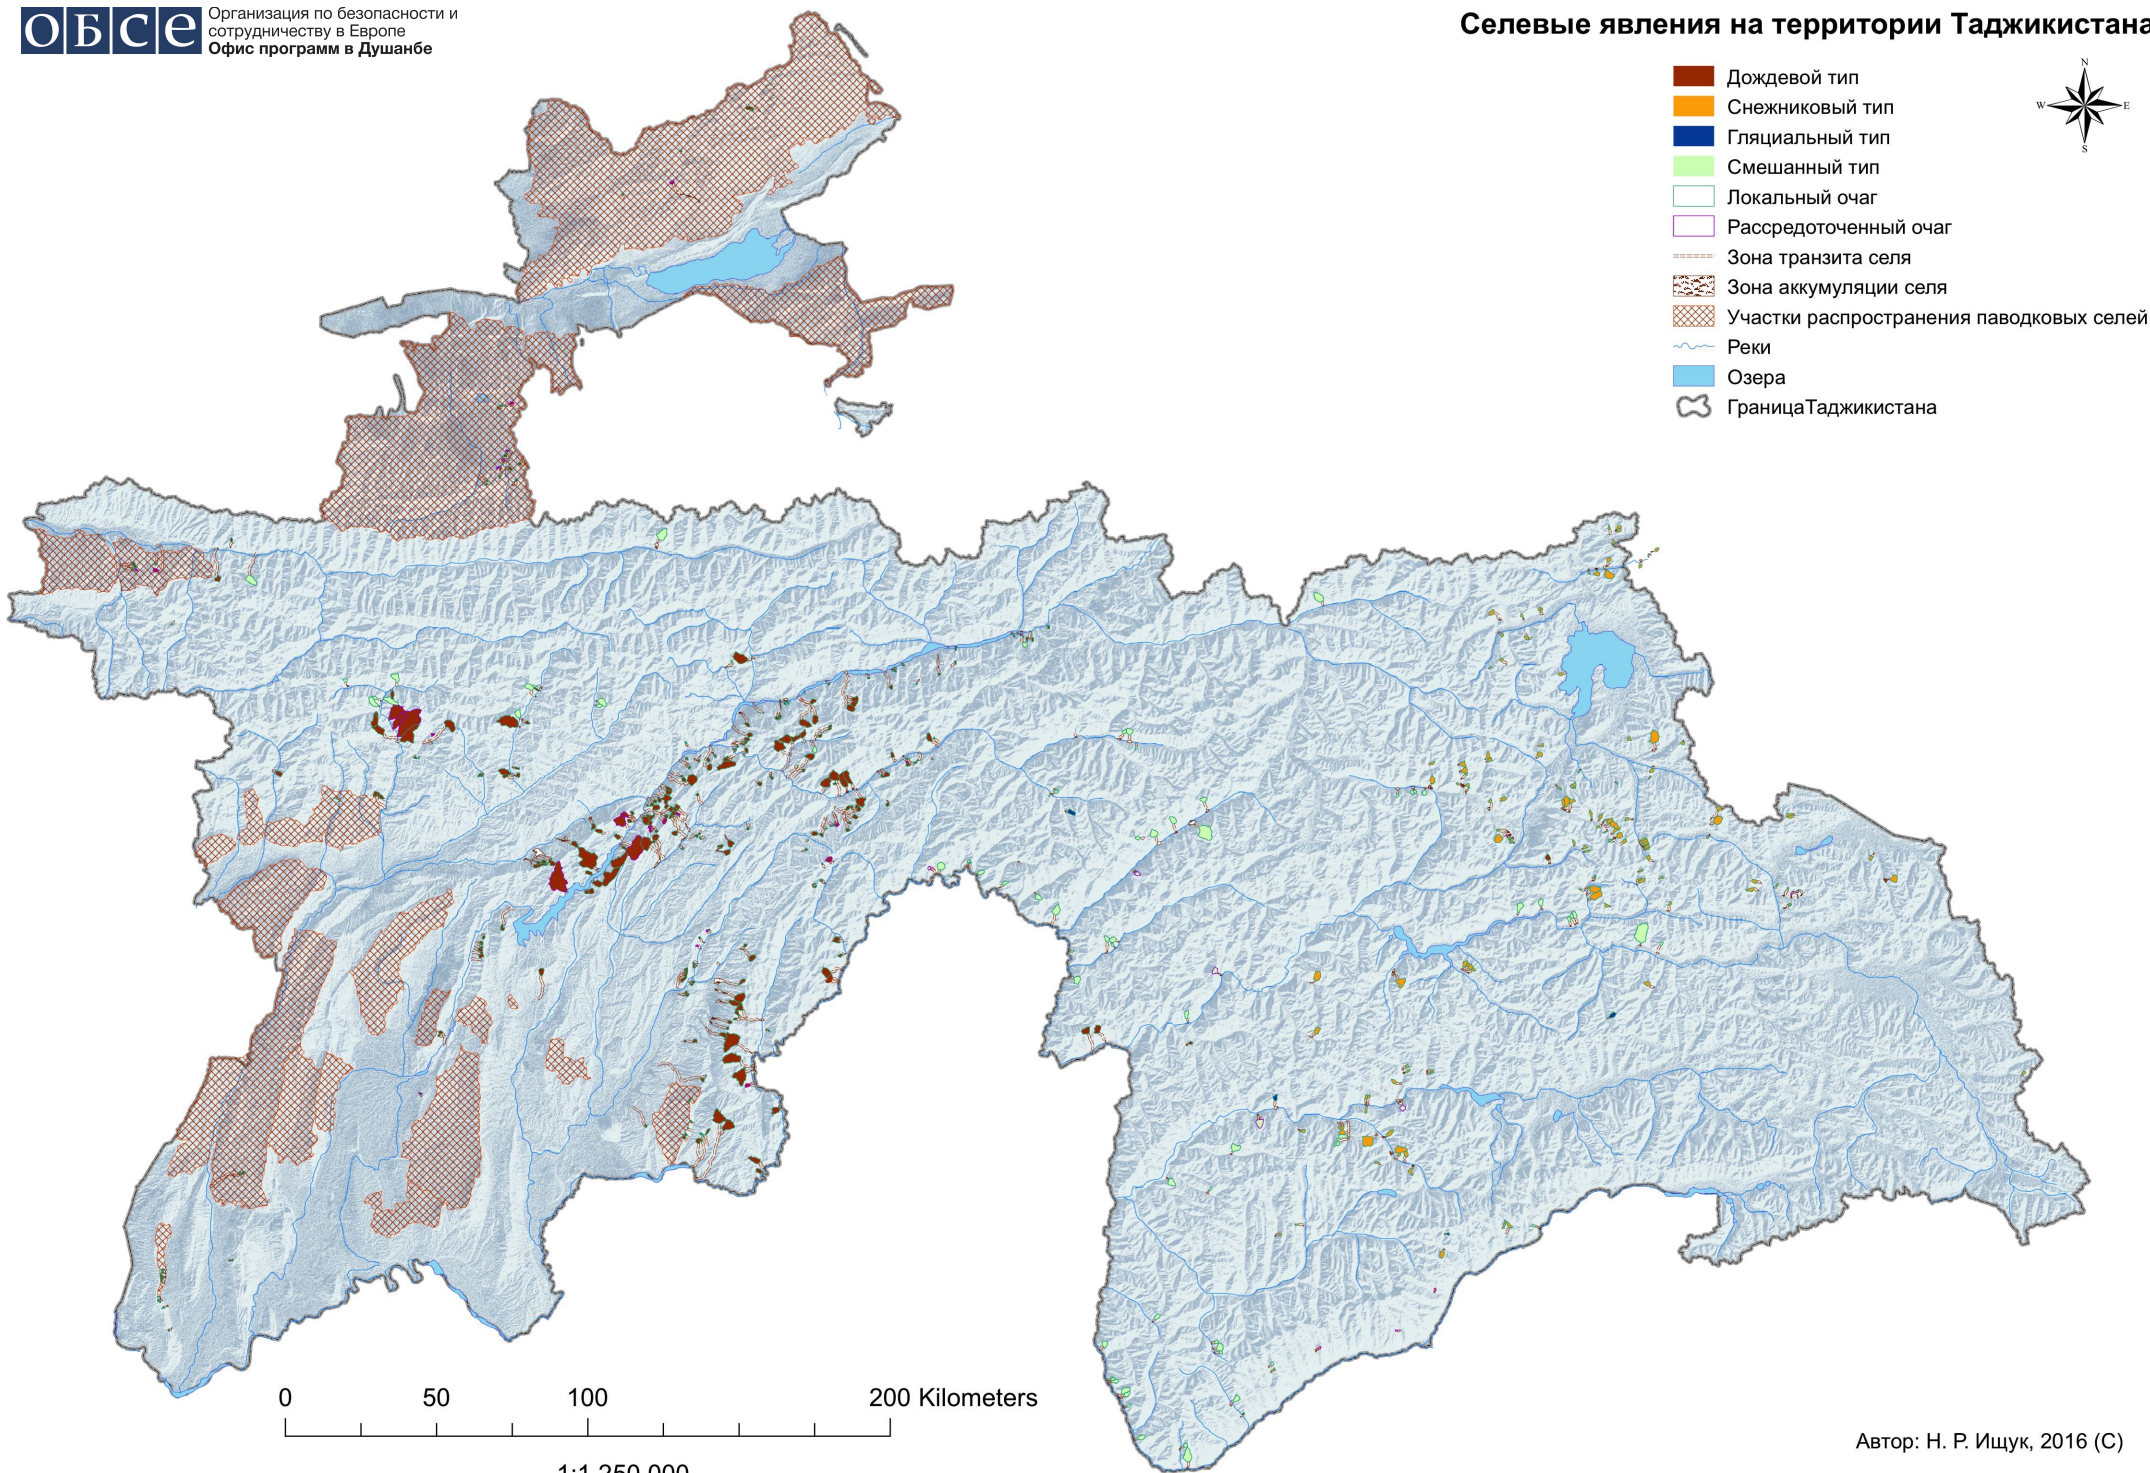 ОБСЕ
Организация по безопасности и
сотрудничеству в Европе
Офис программ в Душанбе
Селевые явления на территории Таджикистана
N
W
E
S
Дождевой тип
Снежниковый тип
Гляциальный тип
Смешанный тип
Локальный очаг
Рассредоточенный очаг
Зона транзита селя
Зона аккумуляции селя
Участки распространения паводковых селей
Реки
Озера
ГраницаТаджикистана
0 50 100 200 Kilometers
1:1 250 000
Автор: Н. Р. Ищук, 2016 (С)